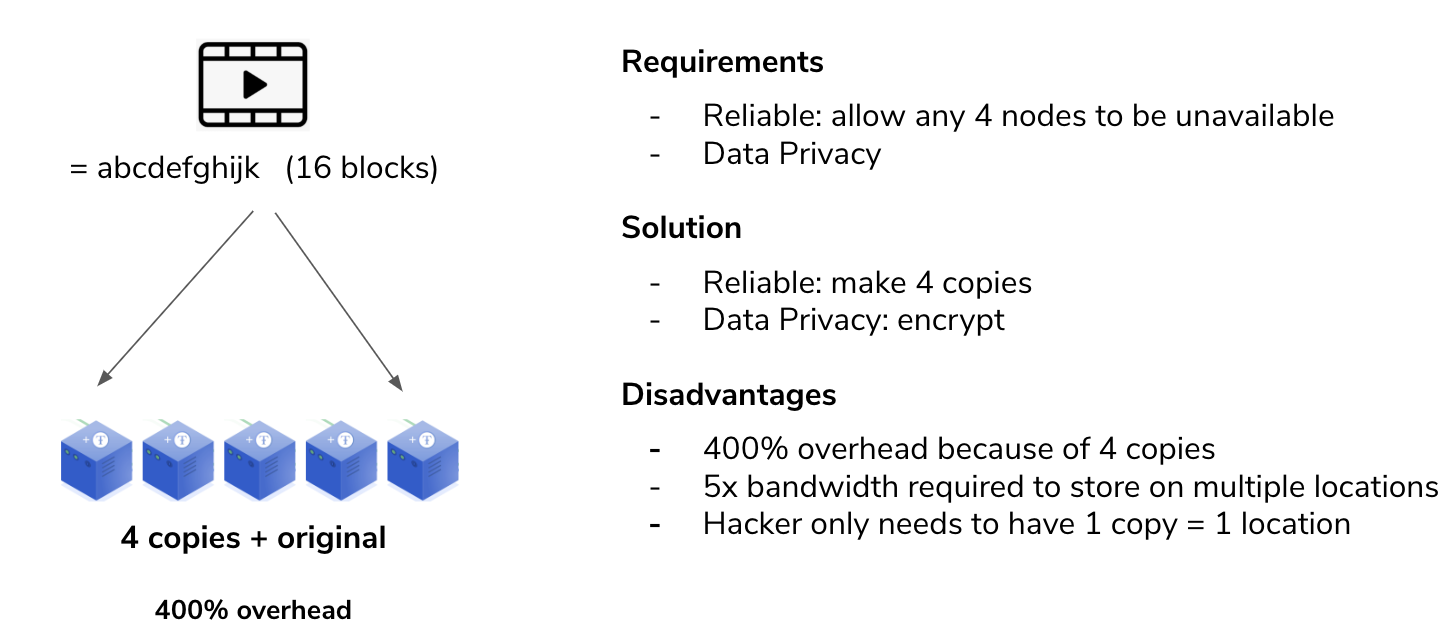 = abcdefghijk (16 blocks)
4 copies + original
400% overhead
Requirements
- Reliable: allow any 4 nodes to be unavailable
- Data Privacy
Solution
- Reliable: make 4 copies
- Data Privacy: encrypt
Disadvantages
- 400% overhead because of 4 copies
- 5x bandwidth required to store on multiple locations
- Hacker only needs to have 1 copy = 1 location